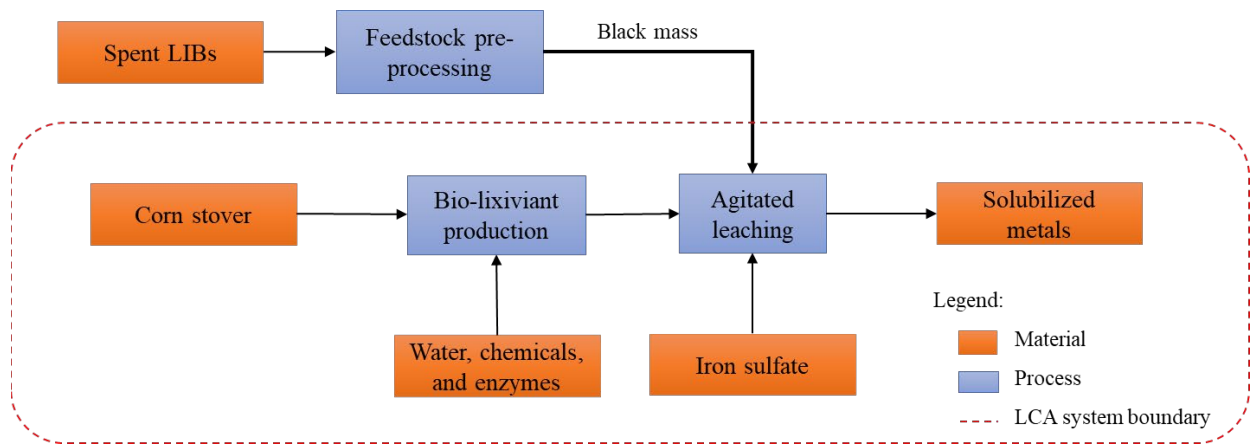 Spent LIBs
Feedstock pre-
processing
Black mass
Corn stover
Bio-lixiviant
production
Agitated
leaching
Solubilized
metals
Water, chemicals,
and enzymes
Iron sulfate
Legend:
Material
Process
LCA system boundary